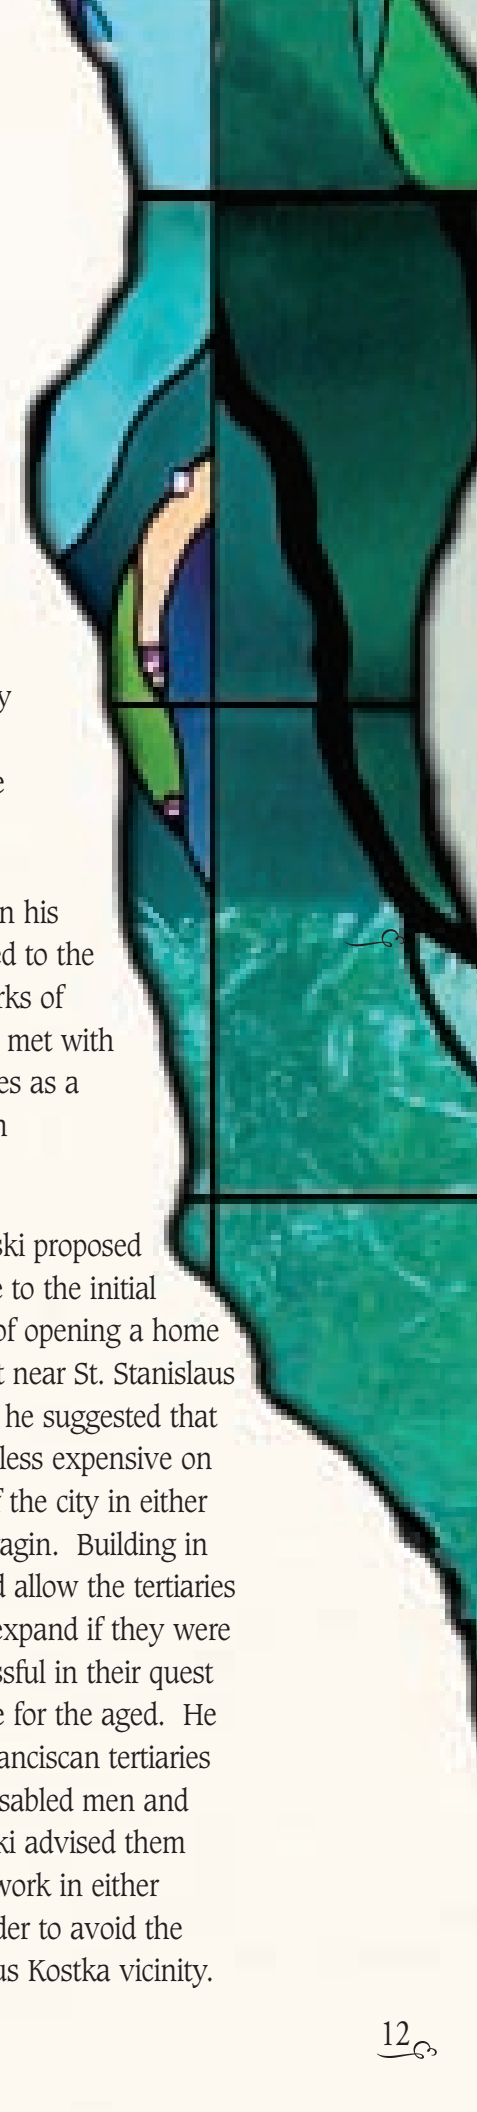 y
e
n his
ed to the
rks of
met with
es as a
n
ski proposed
e to the initial
of opening a home
t near St. Stanislaus
he suggested that
less expensive on
f the city in either
agin.  Building in
d allow the tertiaries
expand if they were
ssful in their quest
e for the aged.  He
anciscan tertiaries
sabled men and
ki advised them
work in either
der to avoid the
us Kostka vicinity.
12